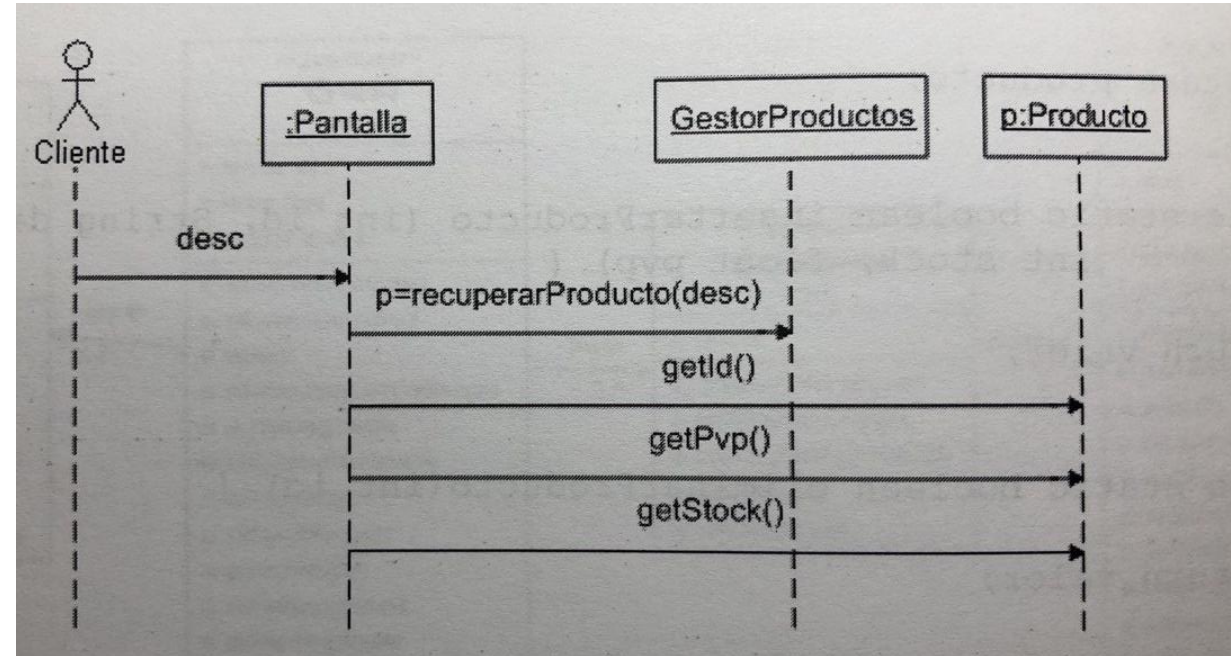 :Pantalla
GestorProductos
p:Producto
Cliente
desc
p=recuperarProducto(desc)
getId()
getPvp()
getStock()